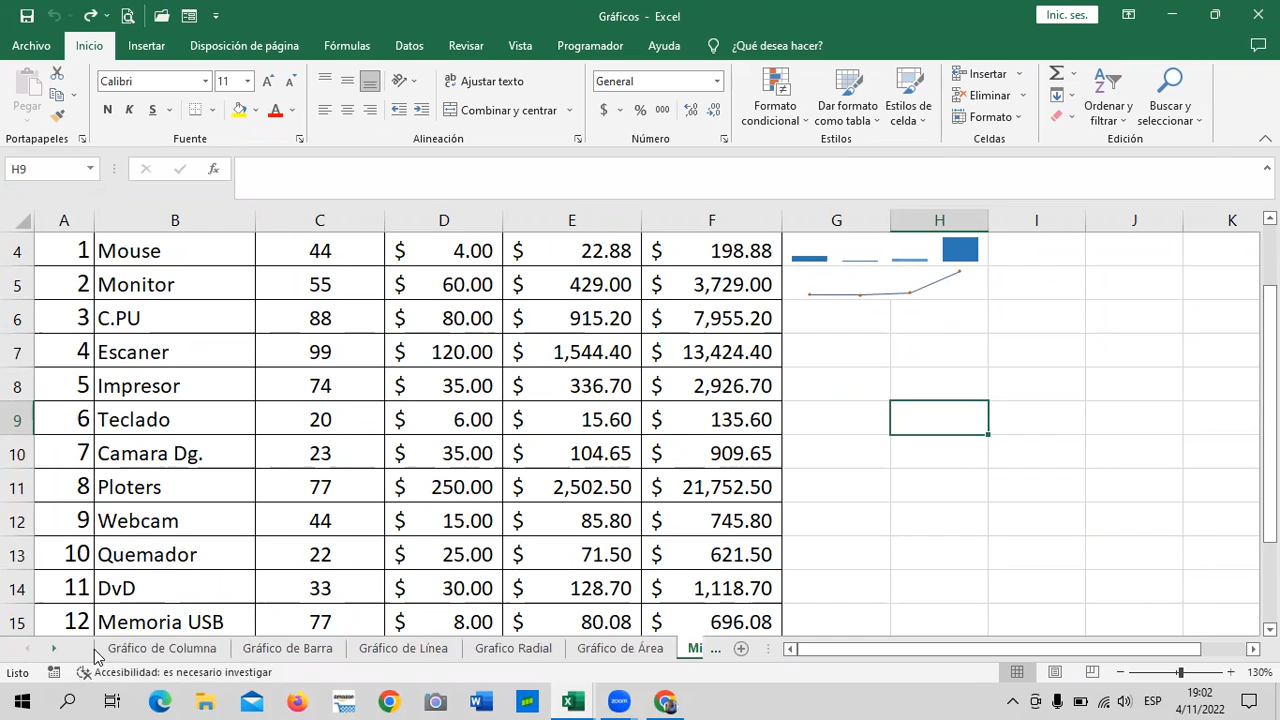 Gráficos - Excel
Inic. ses.
Archivo Inicio Insertar Disposición de página Fórmulas Datos Revisar Vista Programador Ayuda ¿Qué desea hacer?
Pegar
Calibri 11
N K S
Ajustar texto
Combinar y centrar
General
$ % 000
Formato condicional
Dar formato como tabla
Estilos de celda
Insertar
Eliminar
Formato
Ordenar y filtrar
Buscar y seleccionar
Portapapeles Fuente Alineación Número Estilos Celdas Edición
H9 fx
A B C D E F G H I J K
4 1 Mouse 44 $ 4.00 $ 22.88 $ 198.88
5 2 Monitor 55 $ 60.00 $ 429.00 $ 3,729.00
6 3 C.PU 88 $ 80.00 $ 915.20 $ 7,955.20
7 4 Escaner 99 $ 120.00 $ 1,544.40 $ 13,424.40
8 5 Impresor 74 $ 35.00 $ 336.70 $ 2,926.70
9 6 Teclado 20 $ 6.00 $ 15.60 $ 135.60
10 7 Camara Dg. 23 $ 35.00 $ 104.65 $ 909.65
11 8 Ploters 77 $ 250.00 $ 2,502.50 $ 21,752.50
12 9 Webcam 44 $ 15.00 $ 85.80 $ 745.80
13 10 Quemador 22 $ 25.00 $ 71.50 $ 621.50
14 11 DvD 33 $ 30.00 $ 128.70 $ 1,118.70
15 12 Memoria USB 77 $ 8.00 $ 80.08 $ 696.08
Gráfico de Columna Gráfico de Barra Gráfico de Línea Grafico Radial Gráfico de Área Mi ...
Listo Accesibilidad: es necesario investigar 130%
ESP 19:02
4/11/2022